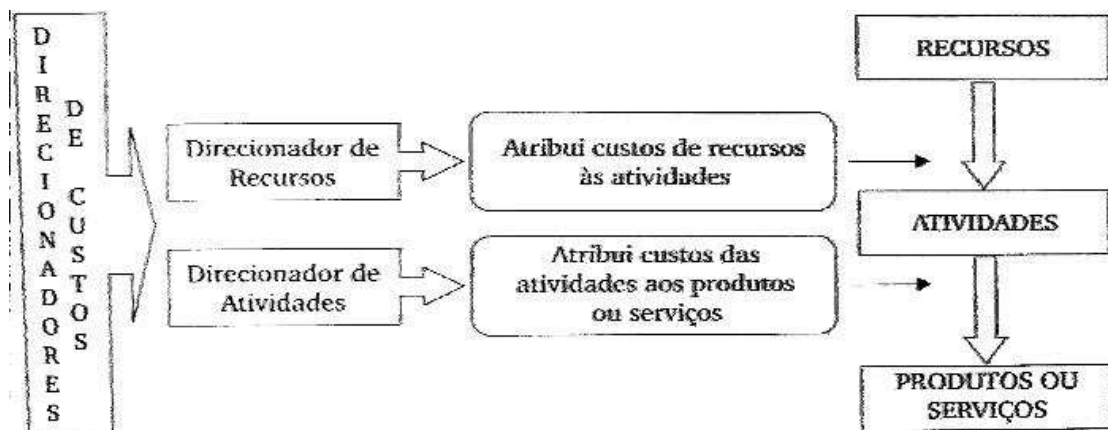 DIRECIONADORES
DE CUSTOS
Direcionador de
Recursos
Atribui custos de recursos
às atividades
RECURSOS
ATIVIDADES
Direcionador de
Atividades
Atribui custos das
atividades aos produtos
ou serviços
PRODUTOS OU
SERVIÇOS